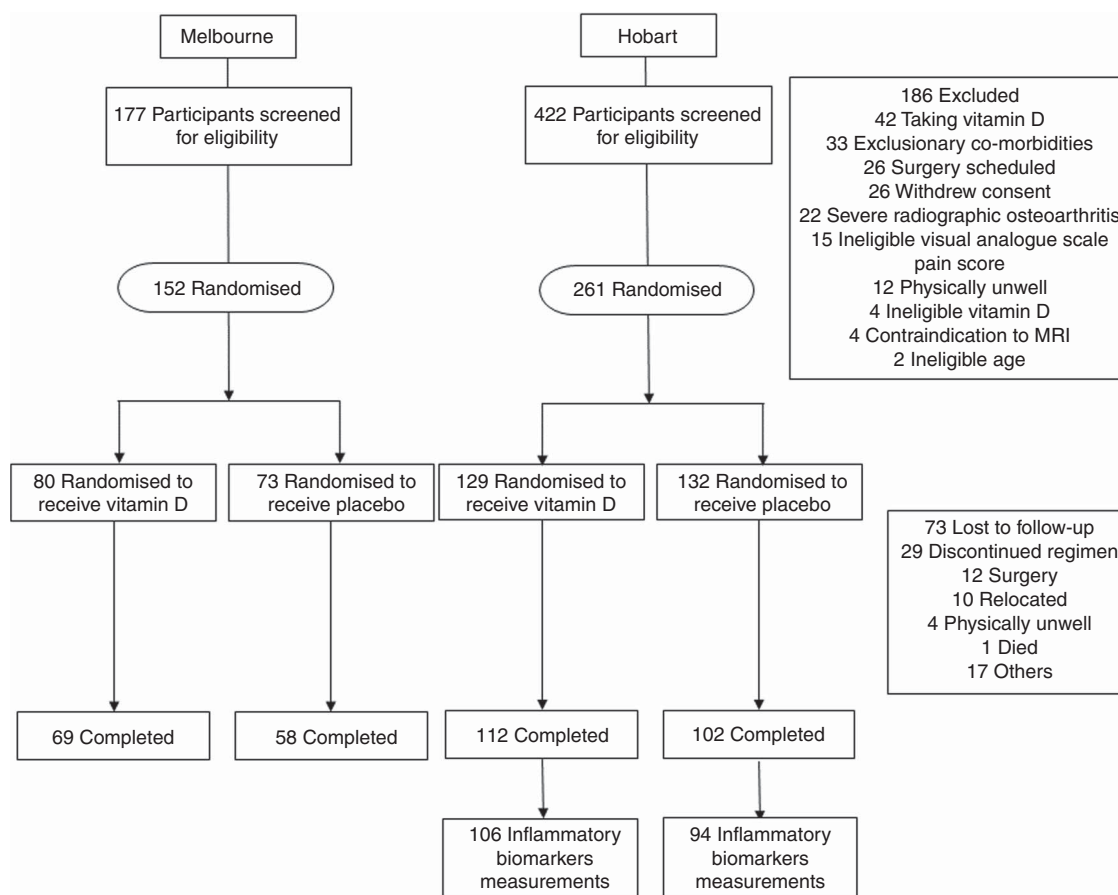 Melbourne
Hobart
177 Participants screened
for eligibility
422 Participants screened
for eligibility
186 Excluded
42 Taking vitamin D
33 Exclusionary co-morbidities
26 Surgery scheduled
26 Withdrew consent
22 Severe radiographic osteoarthritis
15 Ineligible visual analogue scale
pain score
12 Physically unwell
4 Ineligible vitamin D
4 Contraindication to MRI
2 Ineligible age
152 Randomised
261 Randomised
80 Randomised to
receive vitamin D
73 Randomised to
receive placebo
129 Randomised to
receive vitamin D
132 Randomised to
receive placebo
73 Lost to follow-up
29 Discontinued regimen
12 Surgery
10 Relocated
4 Physically unwell
1 Died
17 Others
69 Completed
58 Completed
112 Completed
102 Completed
106 Inflammatory
biomarkers
measurements
94 Inflammatory
biomarkers
measurements